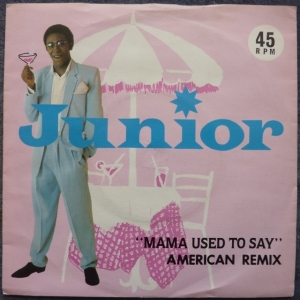 45
RPM
Junior
"MAMA USED TO SAY"
AMERICAN REMIX